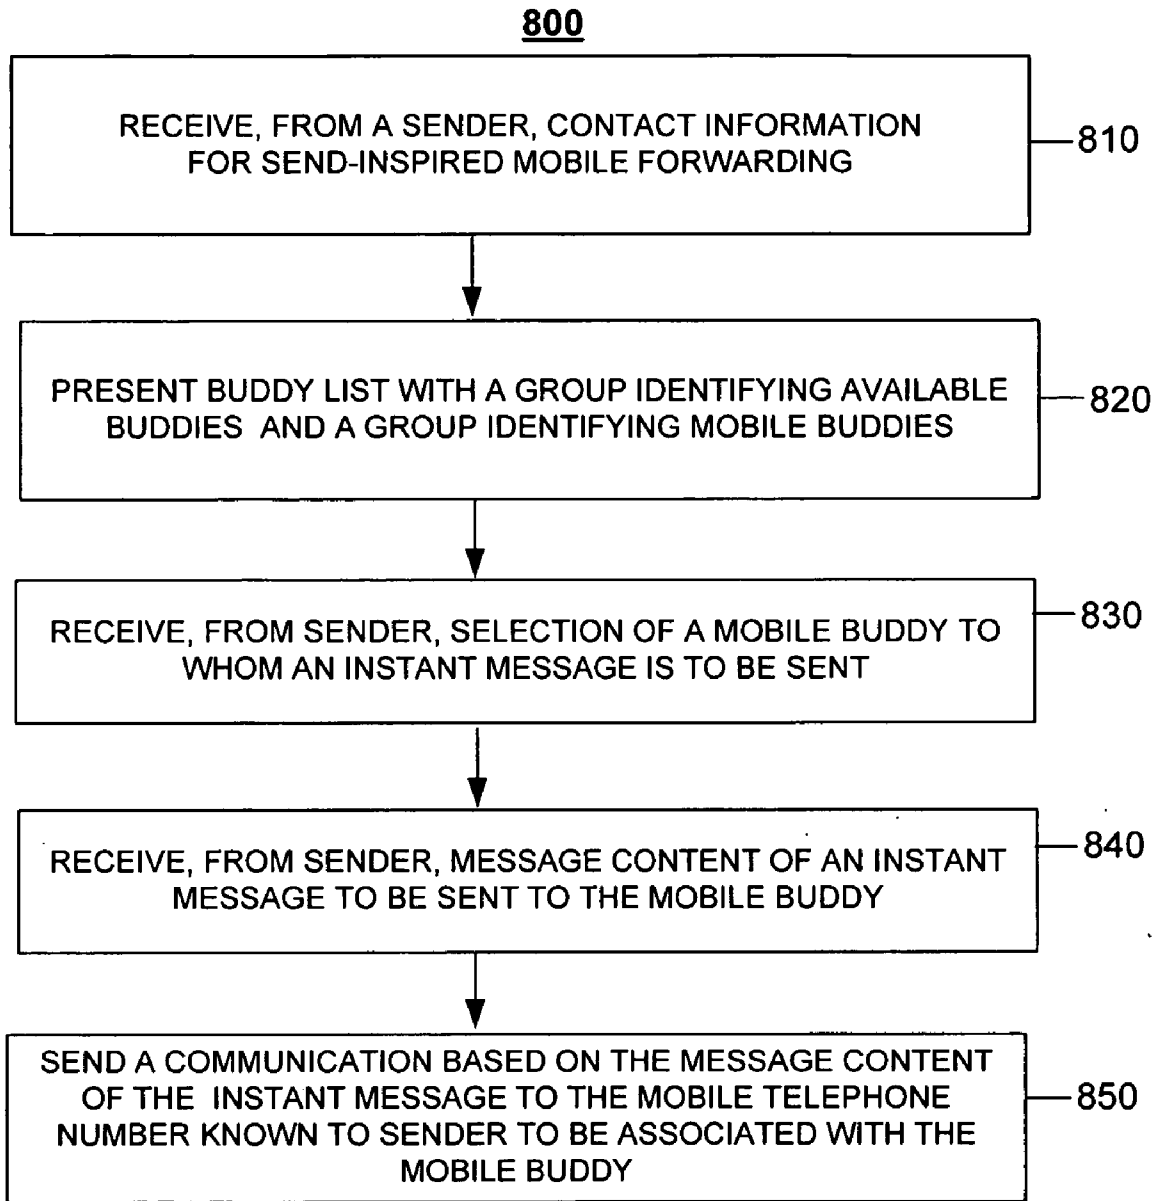 800
RECEIVE, FROM A SENDER, CONTACT INFORMATION
FOR SEND-INSPIRED MOBILE FORWARDING
810
PRESENT BUDDY LIST WITH A GROUP IDENTIFYING AVAILABLE
BUDDIES AND A GROUP IDENTIFYING MOBILE BUDDIES
820
RECEIVE, FROM SENDER, SELECTION OF A MOBILE BUDDY TO
WHOM AN INSTANT MESSAGE IS TO BE SENT
830
RECEIVE, FROM SENDER, MESSAGE CONTENT OF AN INSTANT
MESSAGE TO BE SENT TO THE MOBILE BUDDY
840
SEND A COMMUNICATION BASED ON THE MESSAGE CONTENT
OF THE INSTANT MESSAGE TO THE MOBILE TELEPHONE
NUMBER KNOWN TO SENDER TO BE ASSOCIATED WITH THE
MOBILE BUDDY
850